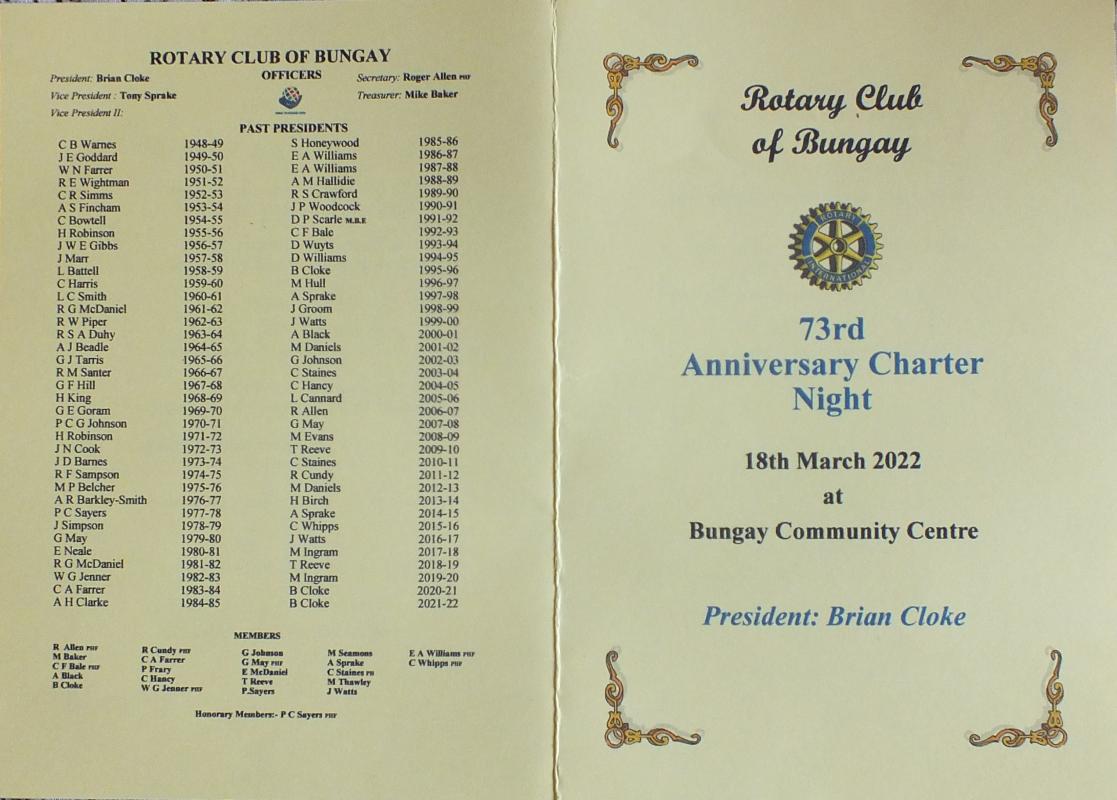 ROTARY CLUB OF BUNGAY
President: Brian Cloke
OFFICERS
Secretary: Roger Allen PHF
Vice President : Tony Sprake
Treasurer: Mike Baker
Vice President II:
PAST PRESIDENTS
C B Warnes 1948-49
J E Goddard 1949-50
W N Farrer 1950-51
R E Wightman 1951-52
C R Simms 1952-53
A S Fincham 1953-54
C Bowtell 1954-55
H Robinson 1955-56
J W E Gibbs 1956-57
J Marr 1957-58
L Battell 1958-59
C Harris 1959-60
L C Smith 1960-61
R G McDaniel 1961-62
R W Piper 1962-63
R S A Duhy 1963-64
A J Beadle 1964-65
G J Tarris 1965-66
R M Santer 1966-67
G F Hill 1967-68
H King 1968-69
G E Goram 1969-70
P C G Johnson 1970-71
H Robinson 1971-72
J N Cook 1972-73
J D Barnes 1973-74
R F Sampson 1974-75
M P Belcher 1975-76
A R Barkley-Smith 1976-77
P C Sayers 1977-78
J Simpson 1978-79
G May 1979-80
E Neale 1980-81
R G McDaniel 1981-82
W G Jenner 1982-83
C A Farrer 1983-84
A H Clarke 1984-85
S Honeywood 1985-86
E A Williams 1986-87
E A Williams 1987-88
A M Hallidie 1988-89
R S Crawford 1989-90
J P Woodcock 1990-91
D P Searle M.B.E 1991-92
C F Bale 1992-93
D Wuyts 1993-94
D Williams 1994-95
B Cloke 1995-96
M Hull 1996-97
A Sprake 1997-98
J Groom 1998-99
J Watts 1999-00
A Black 2000-01
M Daniels 2001-02
G Johnson 2002-03
C Staines 2003-04
C Hancy 2004-05
L Cannard 2005-06
R Allen 2006-07
G May 2007-08
M Evans 2008-09
T Reeve 2009-10
C Staines 2010-11
R Cundy 2011-12
M Daniels 2012-13
H Birch 2013-14
A Sprake 2014-15
C Whipps 2015-16
J Watts 2016-17
M Ingram 2017-18
T Reeve 2018-19
M Ingram 2019-20
B Cloke 2020-21
B Cloke 2021-22
MEMBERS
R Allen PHF
M Baker
C F Bale PHF
A Black
B Cloke
R Cundy PHF
C A Farrer
P Frary
C Hancy
W G Jenner PHF
G Johnson
G May PHF
E McDaniel
T Reeve
P.Sayers
M Seamons
A Sprake
C Staines PH
M Thawley
J Watts
E A Williams PHF
C Whipps PHF
Honorary Members:- P C Sayers PHF
Rotary Club
of Bungay
ROTARY
INTERNATIONAL
73rd
Anniversary Charter
Night
18th March 2022
at
Bungay Community Centre
President: Brian Cloke